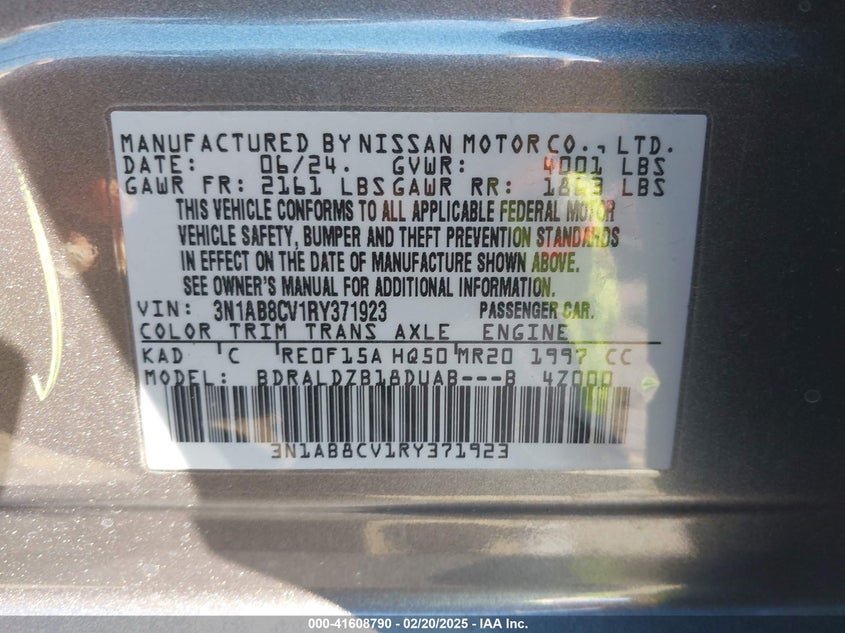 MANUFACTURED BY NISSAN MOTOR CO., LTD.
DATE: 06/24. GVWR: 4001 LBS
GAWR FR: 2161 LBS GAWR RR: 1863 LBS
THIS VEHICLE CONFORMS TO ALL APPLICABLE FEDERAL MOTOR
VEHICLE SAFETY, BUMPER AND THEFT PREVENTION STANDARDS
IN EFFECT ON THE DATE OF MANUFACTURE SHOWN ABOVE.
SEE OWNER'S MANUAL FOR ADDITIONAL INFORMATION.
VIN: 3N1AB8CV1RY371923 PASSENGER CAR.
COLOR TRIM TRANS AXLE ENGINE
KAD C RE0F15A HQ50 MR20 1997 CC
MODEL: BDRALDZB18DUAB---B 4Z000
3N1AB8CV1RY371923
000-41608790 - 02/20/2025 - IAA Inc.